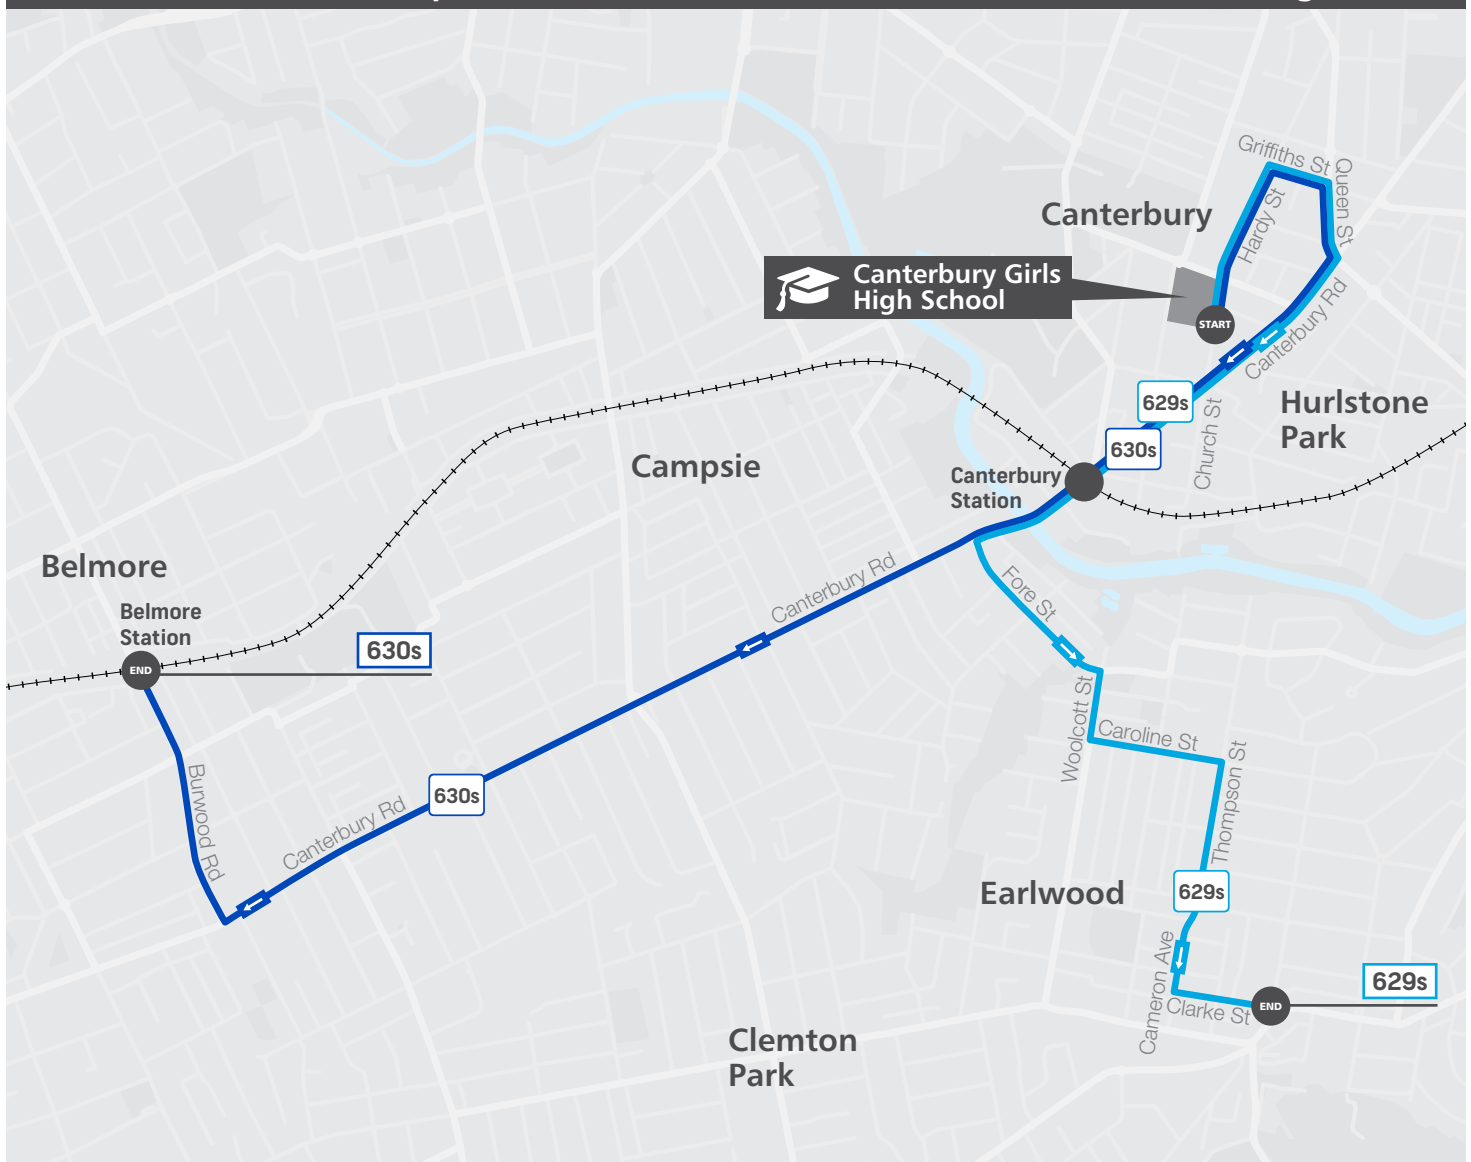 Griffiths St
Queen St
Hardy St
Canterbury
Canterbury Girls
High School
START
Canterbury Rd
629s
Hurlstone
Park
Church St
630s
Campsie
Canterbury
Station
Belmore
Belmore
Station
630s
END
Canterbury Rd
Fore St
Woolcott St
Caroline St
Thompson St
Burwood Rd
630s
Canterbury Rd
Earlwood
629s
Cameron Ave
629s
Clarke St
END
Clemton
Park